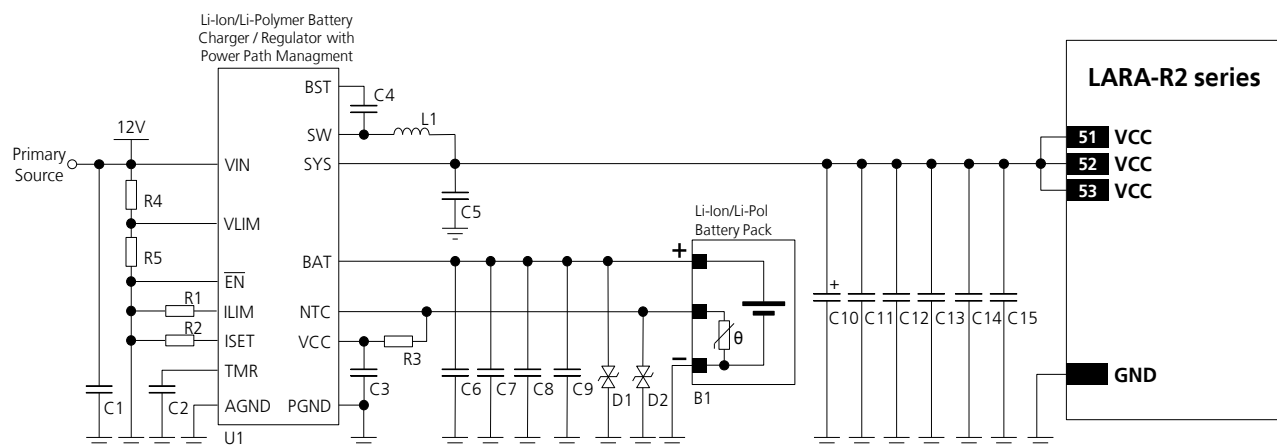 Li-Ion/Li-Polymer Battery
Charger / Regulator with
Power Path Managment
LARA-R2 series
BST
C4
SW
L1
12V
Primary
Source
VIN
SYS
51 VCC
52 VCC
53 VCC
R4
VLIM
C5
Li-Ion/Li-Pol
Battery Pack
R5
BAT
+
EN
R1
ILIM
NTC
+
C10 C11 C12 C13 C14 C15
R2
ISET
VCC
R3
θ
–
TMR
C1
C2
C3
C6 C7 C8 C9
D1 D2
B1
GND
AGND
PGND
U1